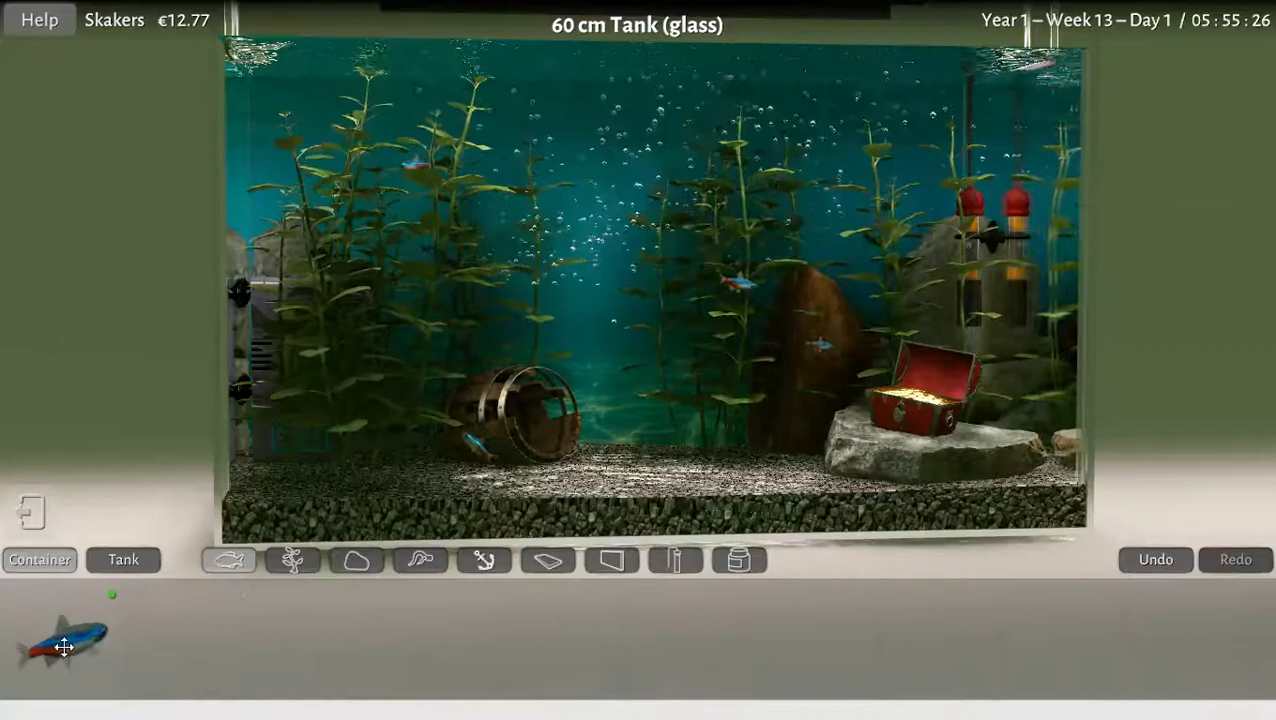 Help Skakers €12.77
60 cm Tank (glass)
Year 1 – Week 13 – Day 1 / 05 : 55 : 26
Container Tank
Undo Redo